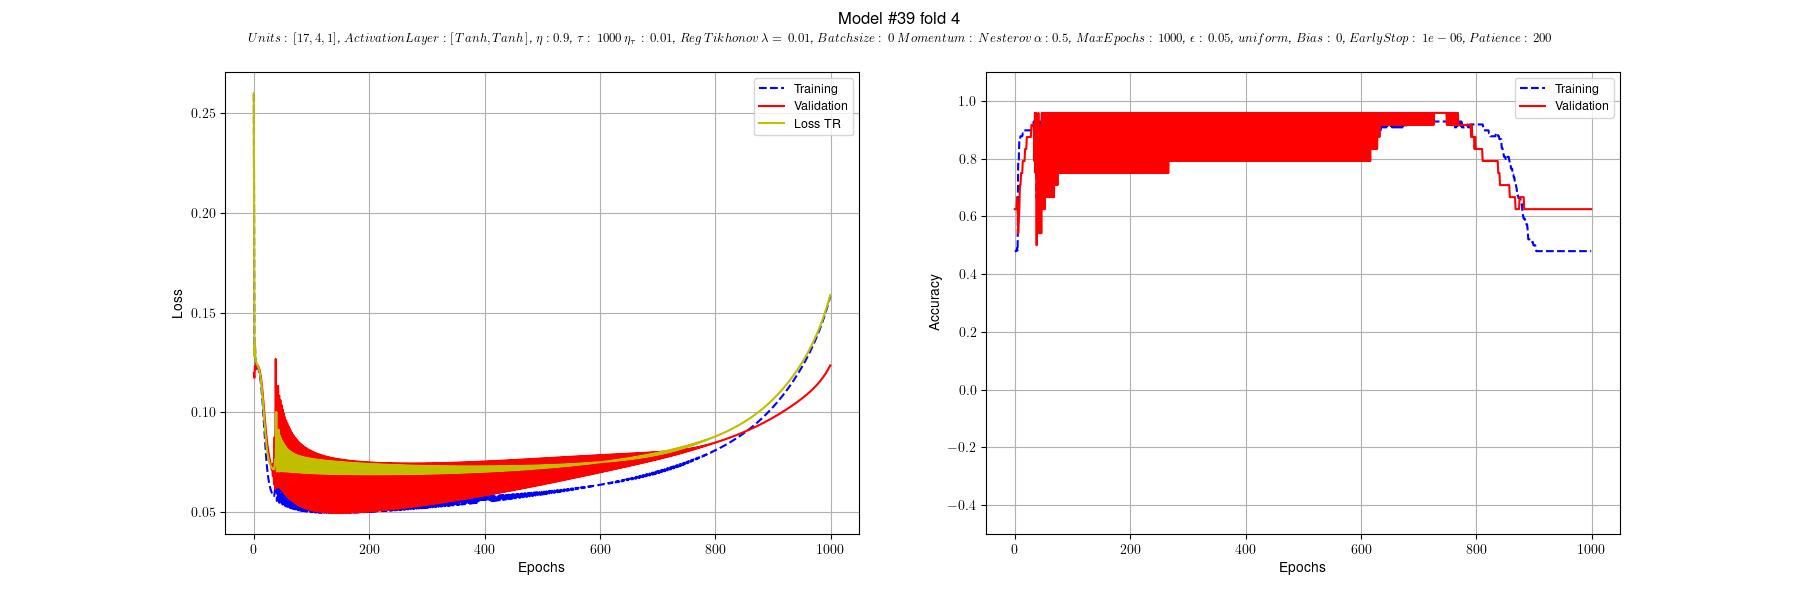 Model #39 fold 4
Units : [17, 4, 1], ActivationLayer : [Tanh, Tanh], η : 0.9, τ : 1000 η_τ : 0.01, Reg Tikhonov λ = 0.01, Batchsize : 0 Momentum : Nesterov α : 0.5, MaxEpochs : 1000, ϵ : 0.05, uniform, Bias : 0, EarlyStop : 1e − 06, Patience : 200
Training
Validation
Loss TR
0.25
0.20
0.15
0.10
0.05
Loss
0 200 400 600 800 1000
Epochs
Training
Validation
1.0
0.8
0.6
0.4
0.2
0.0
−0.2
−0.4
Accuracy
0 200 400 600 800 1000
Epochs